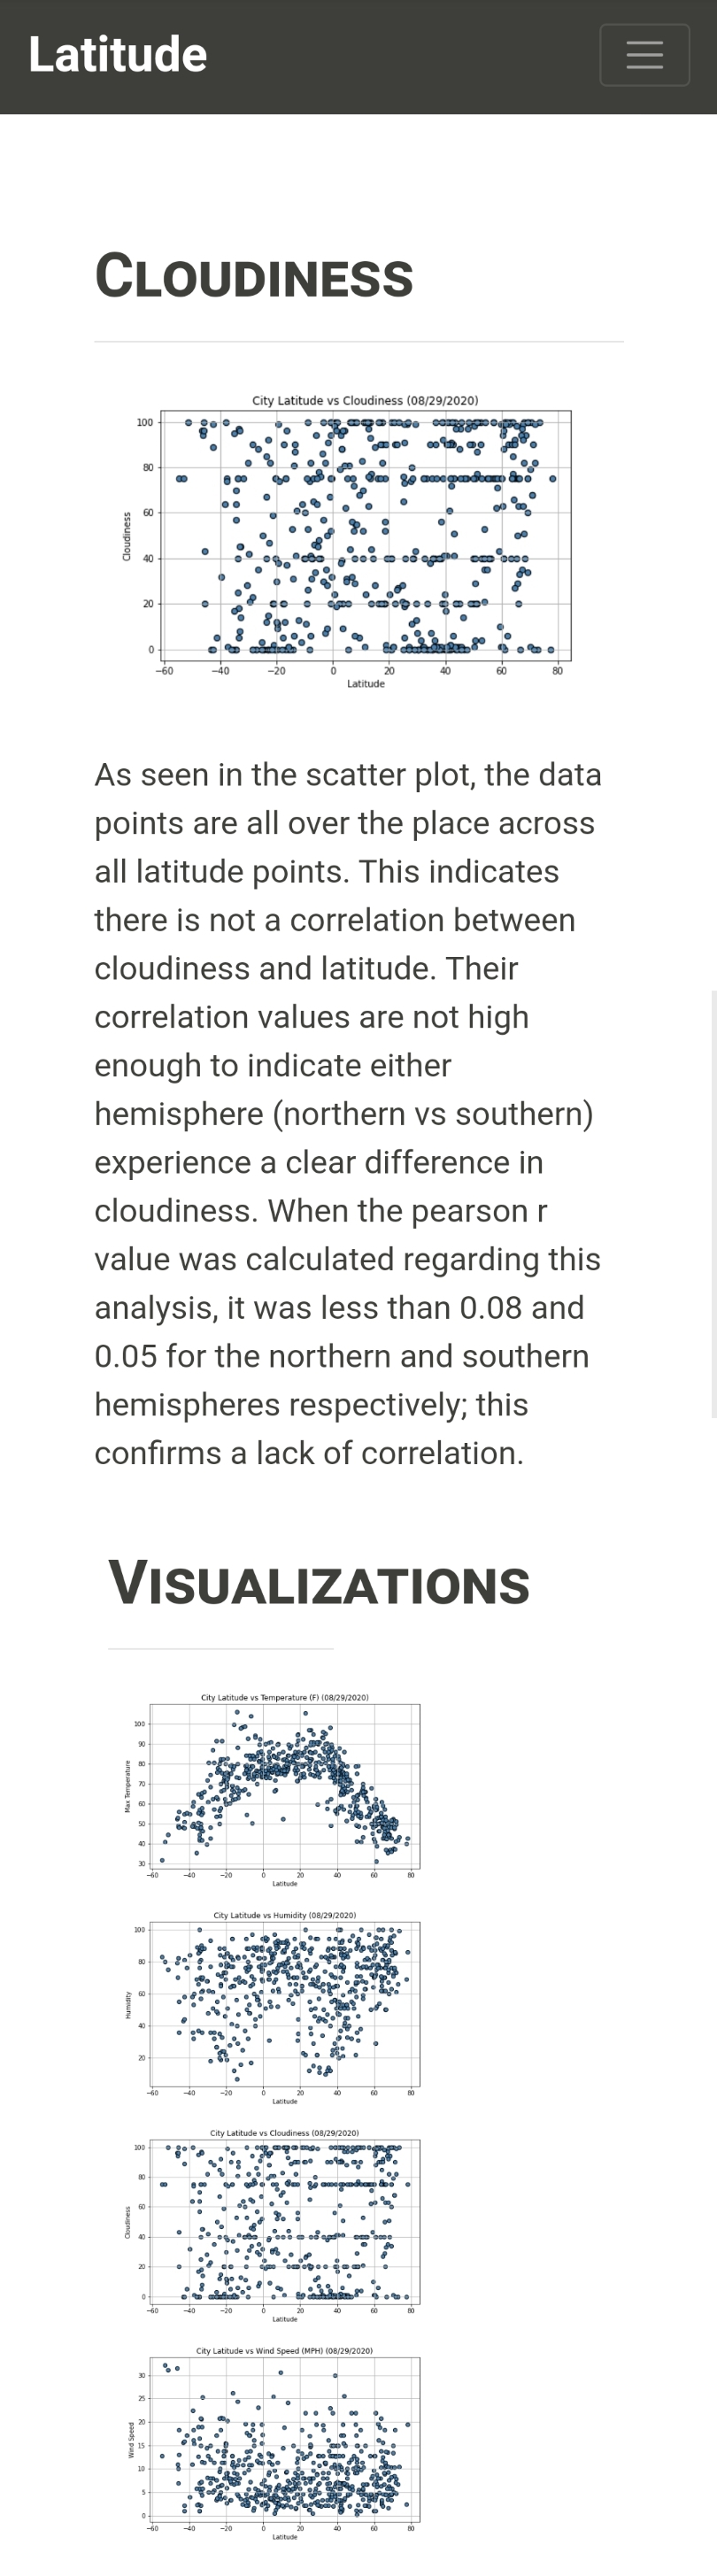 Latitude
CLOUDINESS
City Latitude vs Cloudiness (08/29/2020)
100
80
60
40
20
0
Cloudiness
−60 −40 −20 0 20 40 60 80
Latitude
As seen in the scatter plot, the data
points are all over the place across
all latitude points. This indicates
there is not a correlation between
cloudiness and latitude. Their
correlation values are not high
enough to indicate either
hemisphere (northern vs southern)
experience a clear difference in
cloudiness. When the pearson r
value was calculated regarding this
analysis, it was less than 0.08 and
0.05 for the northern and southern
hemispheres respectively; this
confirms a lack of correlation.
VISUALIZATIONS
City Latitude vs Temperature (F) (08/29/2020)
100
90
80
70
60
50
40
30
Max Temperature
−60 −40 −20 0 20 40 60 80
Latitude
City Latitude vs Humidity (08/29/2020)
100
80
60
40
20
Humidity
−60 −40 −20 0 20 40 60 80
Latitude
City Latitude vs Cloudiness (08/29/2020)
100
80
60
40
20
0
Cloudiness
−60 −40 −20 0 20 40 60 80
Latitude
City Latitude vs Wind Speed (MPH) (08/29/2020)
30
25
20
15
10
5
0
Wind Speed
−60 −40 −20 0 20 40 60 80
Latitude